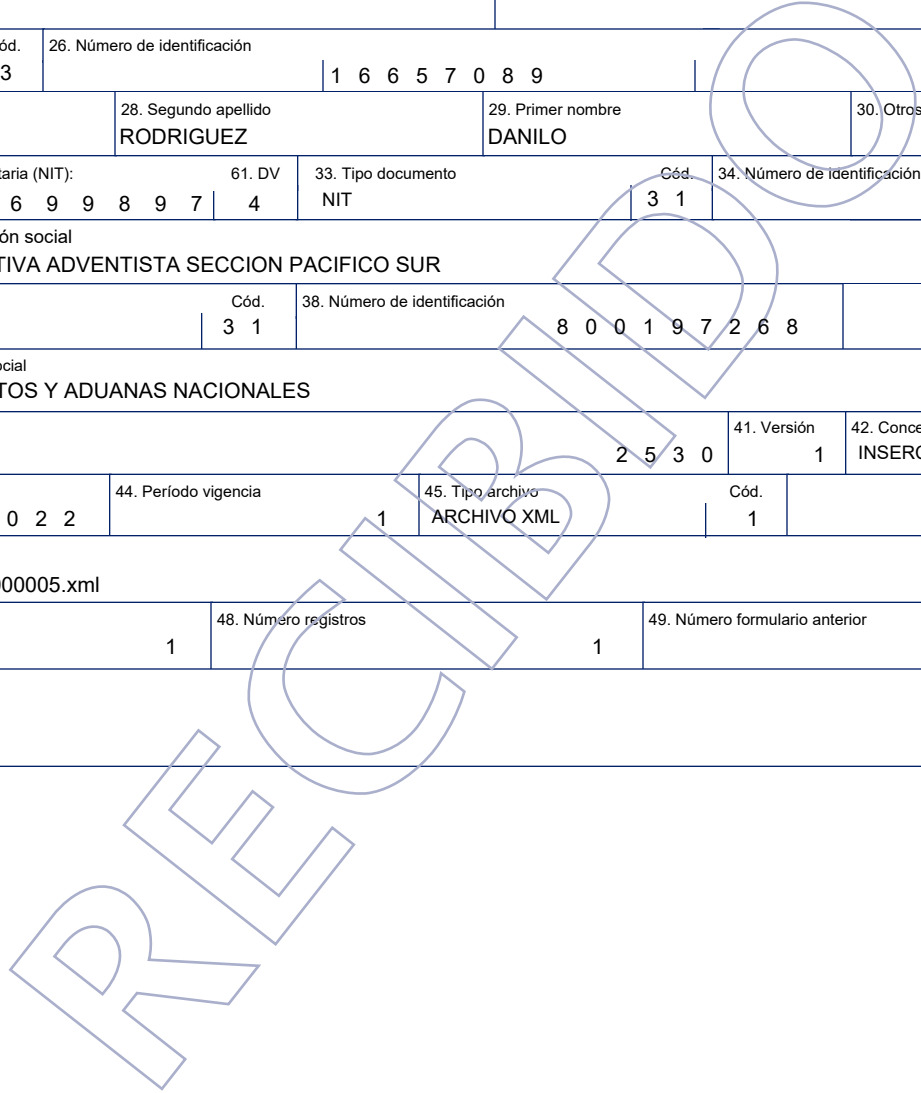 ód. 26. Número de identificación
3 1 6 6 5 7 0 8 9
28. Segundo apellido 29. Primer nombre 30. Otros
RODRIGUEZ DANILO
taria (NIT): 61. DV 33. Tipo documento Cód. 34. Número de identificación
6 9 9 8 9 7 4 NIT 3 1
ón social
TIVA ADVENTISTA SECCION PACIFICO SUR
Cód. 38. Número de identificación
3 1 8 0 0 1 9 7 2 6 8
ocial
TOS Y ADUANAS NACIONALES
41. Versión 42. Conce
2 5 3 0 1 INSERC
44. Período vigencia 45. Tipo archivo Cód.
0 2 2 1 ARCHIVO XML 1
000005.xml
48. Número registros 49. Número formulario anterior
1 1
RECIBIDO